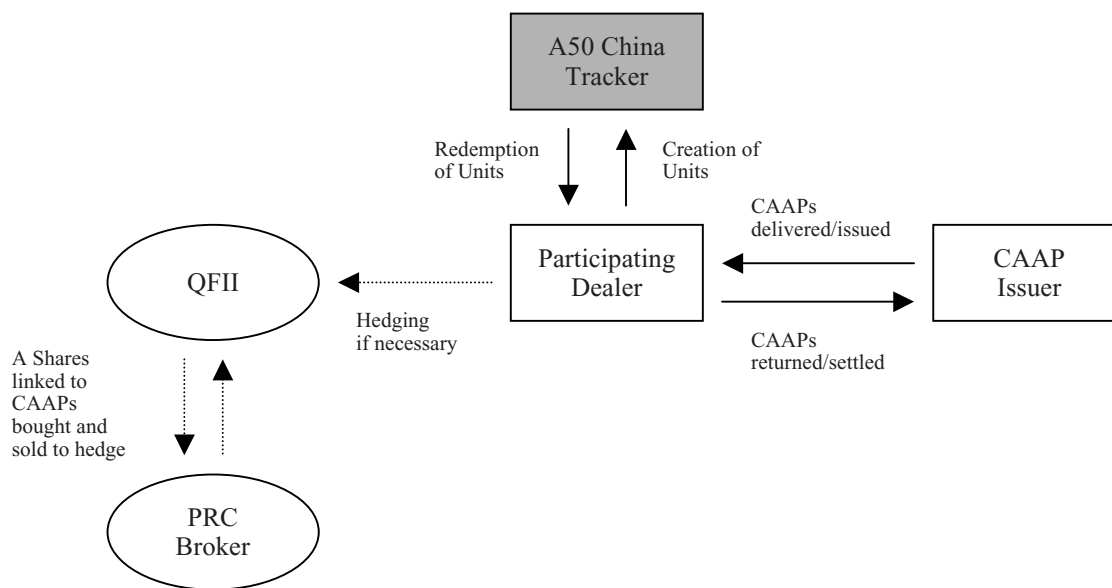 A50 China
Tracker
Redemption
of Units
Creation of
Units
CAAPs
delivered/issued
QFII
Participating
Dealer
CAAP
Issuer
Hedging
if necessary
CAAPs
returned/settled
A Shares
linked to
CAAPs
bought and
sold to hedge
PRC
Broker